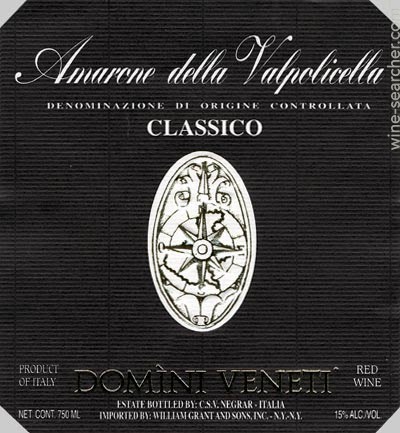 Amarone della Valpolicella
DENOMINAZIONE DI ORIGINE CONTROLLATA
CLASSICO
PRODUCT
OF ITALY
DOMÌNI VENETI
RED
WINE
ESTATE BOTTLED BY: C.S.V. NEGRAR - ITALIA
NET. CONT. 750 ML
IMPORTED BY: WILLIAM GRANT AND SONS, INC. - N.Y.-N.Y.
15% ALC./VOL.
wine-searcher.com